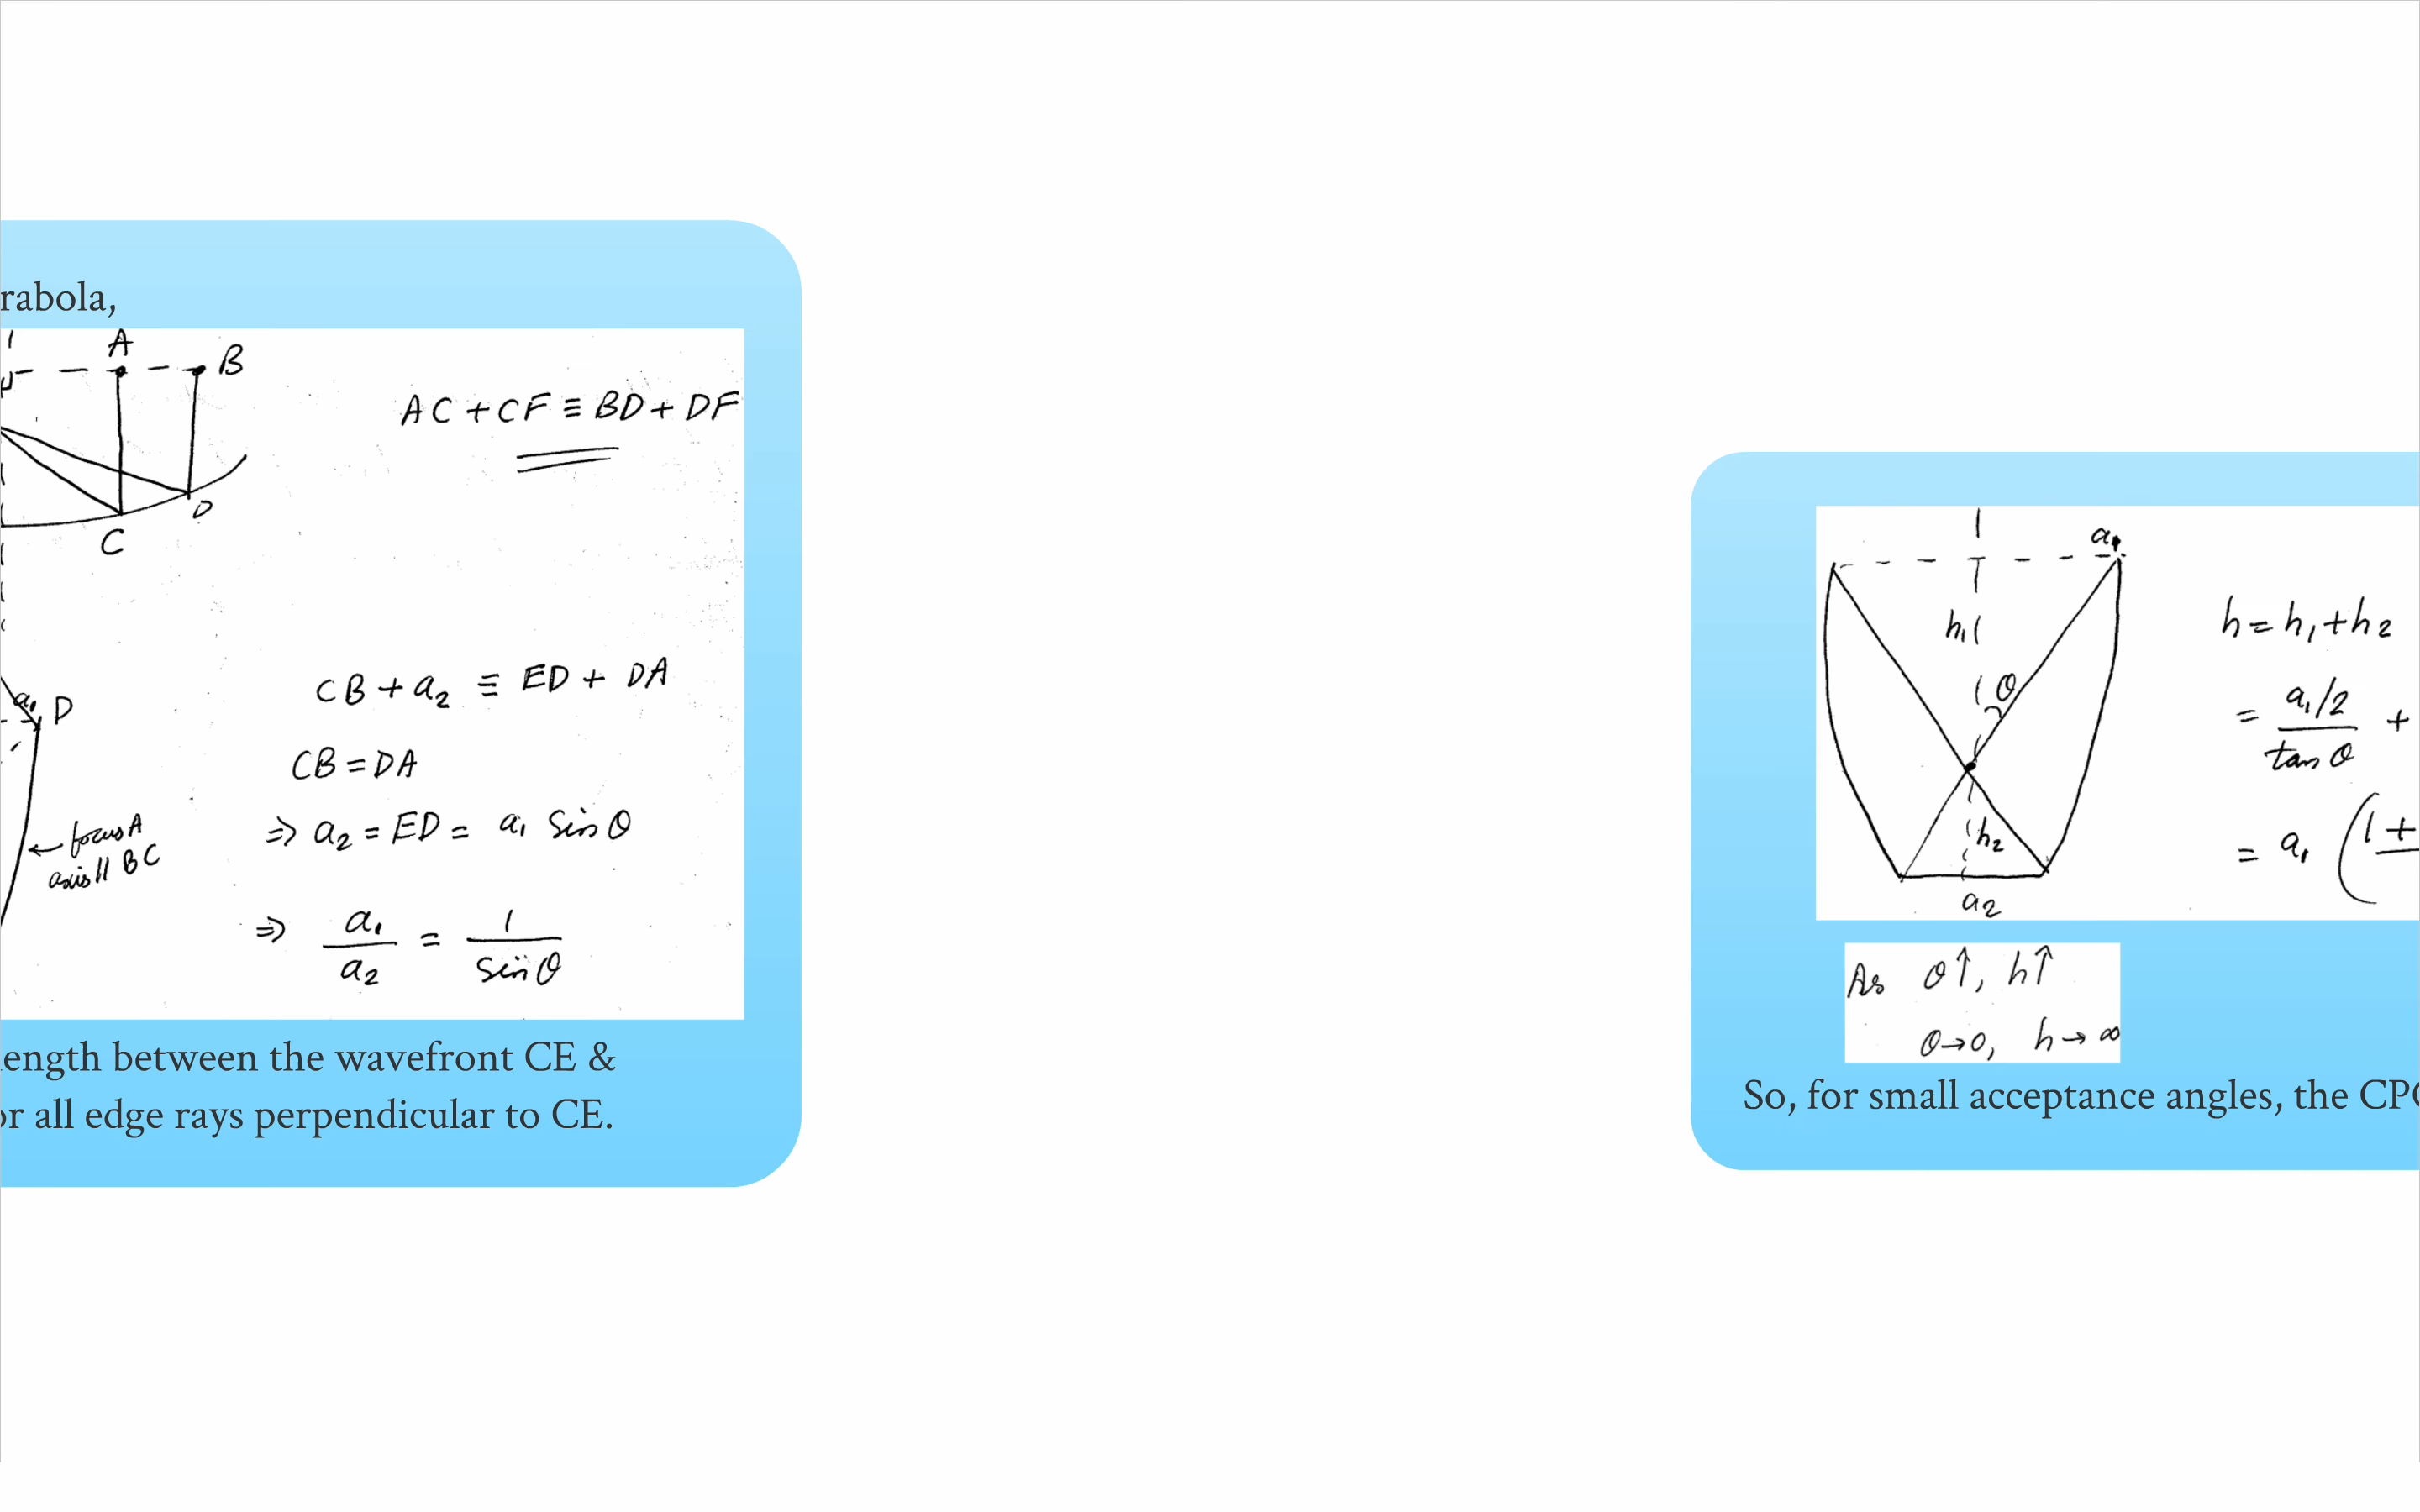 rabola,
A
B
AC + CF ≡ BD + DF
D
C
CB + a₂ ≡ ED + DA
a₁ D
CB = DA
⇒ a₂ = ED = a₁ sin θ
← focus A
axis || BC
⇒ a₁/a₂ = 1/sin θ
ength between the wavefront CE &
or all edge rays perpendicular to CE.
a₁
h₁
h = h₁ + h₂
θ
= (a₁/2)/tan θ +
h₂
= a₁ (1 +
a₂
As θ↑, h↑
θ→0, h→∞
So, for small acceptance angles, the CP